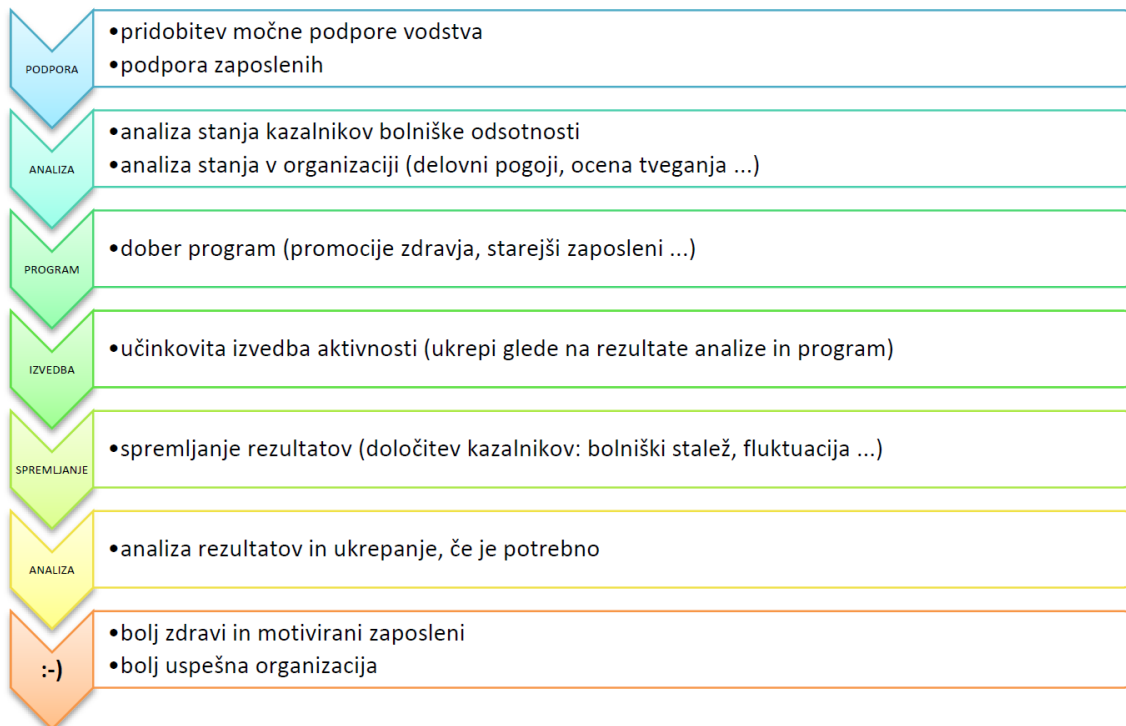 PODPORA
•pridobitev močne podpore vodstva
•podpora zaposlenih
ANALIZA
•analiza stanja kazalnikov bolniške odsotnosti
•analiza stanja v organizaciji (delovni pogoji, ocena tveganja ...)
PROGRAM
•dober program (promocije zdravja, starejši zaposleni ...)
IZVEDBA
•učinkovita izvedba aktivnosti (ukrepi glede na rezultate analize in program)
SPREMLJANJE
•spremljanje rezultatov (določitev kazalnikov: bolniški stalež, fluktuacija ...)
ANALIZA
•analiza rezultatov in ukrepanje, če je potrebno
:-)
•bolj zdravi in motivirani zaposleni
•bolj uspešna organizacija